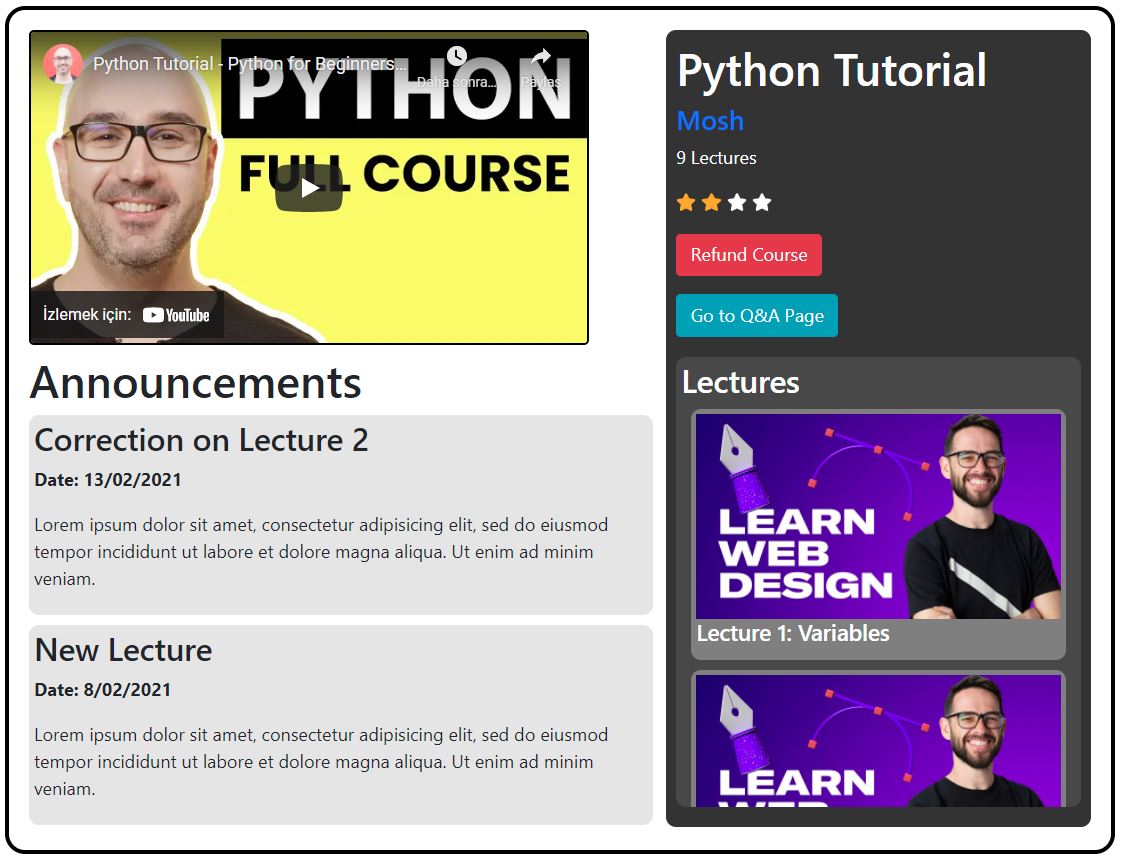 Python Tutorial - Python for Beginners...
Daha sonra...
Paylaş
PYTHON
FULL COURSE
İzlemek için: YouTube
Announcements
Correction on Lecture 2
Date: 13/02/2021
Lorem ipsum dolor sit amet, consectetur adipisicing elit, sed do eiusmod
tempor incididunt ut labore et dolore magna aliqua. Ut enim ad minim
veniam.
New Lecture
Date: 8/02/2021
Lorem ipsum dolor sit amet, consectetur adipisicing elit, sed do eiusmod
tempor incididunt ut labore et dolore magna aliqua. Ut enim ad minim
veniam.
Python Tutorial
Mosh
9 Lectures
Refund Course
Go to Q&A Page
Lectures
LEARN
WEB
DESIGN
Lecture 1: Variables
LEARN
WEB